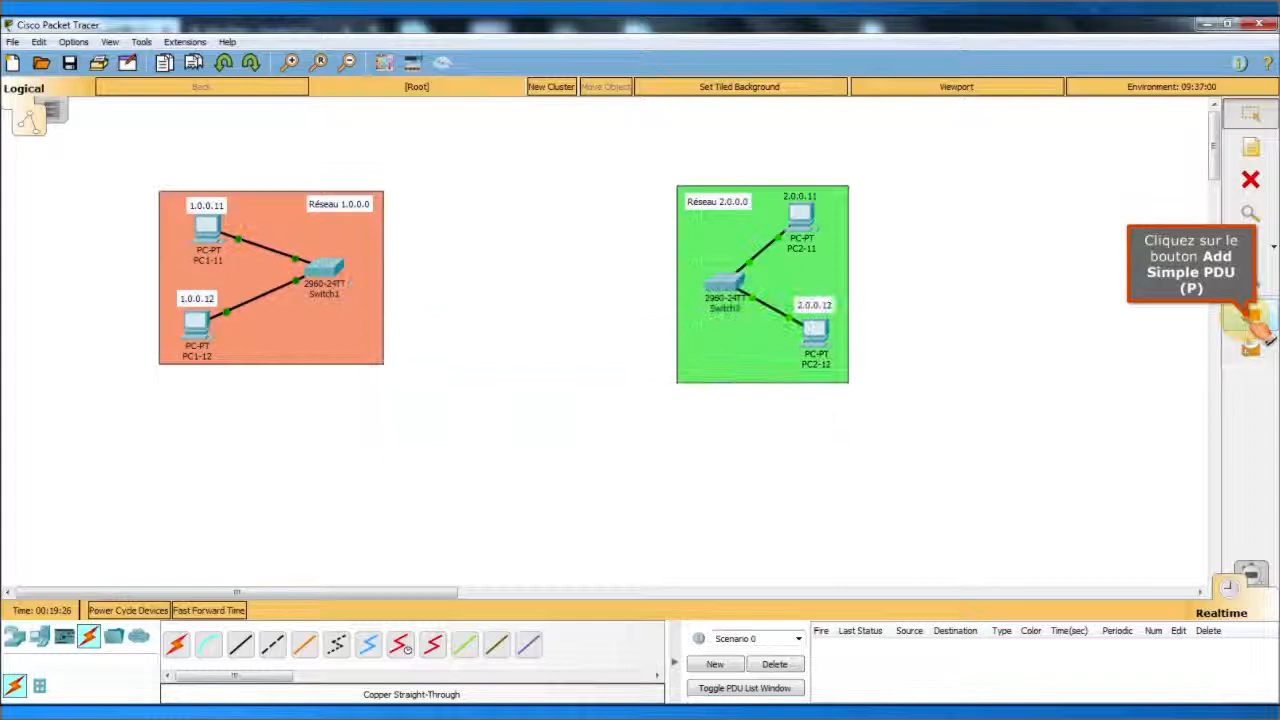 Cisco Packet Tracer
File Edit Options View Tools Extensions Help
Logical
Back
[Root]
New Cluster
Move Object
Set Tiled Background
Viewport
Environment: 09:37:00
1.0.0.11
Réseau 1.0.0.0
PC-PT
PC1-11
2960-24TT
Switch1
1.0.0.12
PC-PT
PC1-12
Réseau 2.0.0.0
2.0.0.11
PC-PT
PC2-11
2960-24TT
2.0.0.12
PC-PT
PC2-12
Cliquez sur le
bouton Add
Simple PDU
(P)
Time: 00:19:26
Power Cycle Devices
Fast Forward Time
Realtime
Scenario 0
New
Delete
Toggle PDU List Window
Fire Last Status Source Destination Type Color Time(sec) Periodic Num Edit Delete
Copper Straight-Through